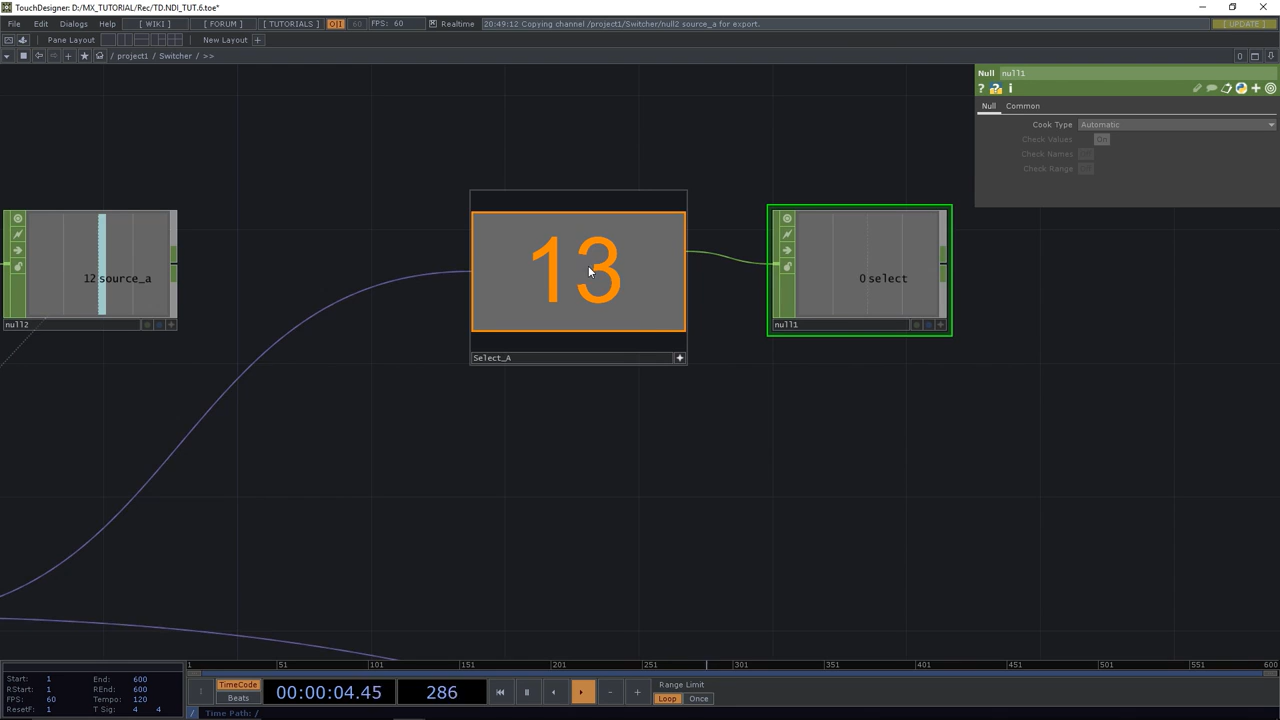 TouchDesigner: D:/MX_TUTORIAL/Rec/TD.NDI_TUT.6.toe*
File Edit Dialogs Help [ WIKI ] [ FORUM ] [ TUTORIALS ] O|I 60 FPS: 60 Realtime 20:49:12 Copying channel /project1/Switcher/null2 source_a for export. [ UPDATE ]
Pane Layout New Layout +
/ project1 / Switcher / >> 0
Null null1
? i
Null Common
Cook Type Automatic
Check Values On
Check Names
Check Range
12 source_a
null2
13
Select_A
0 select
null1
1 51 101 151 201 251 301 351 401 451 501 551 600
Start: 1 End: 600
RStart: 1 REnd: 600
FPS: 60 Tempo: 120
ResetF: 1 T Sig: 4 4
TimeCode
Beats
00:00:04.45 286
- +
Range Limit
Loop Once
/ Time Path: /